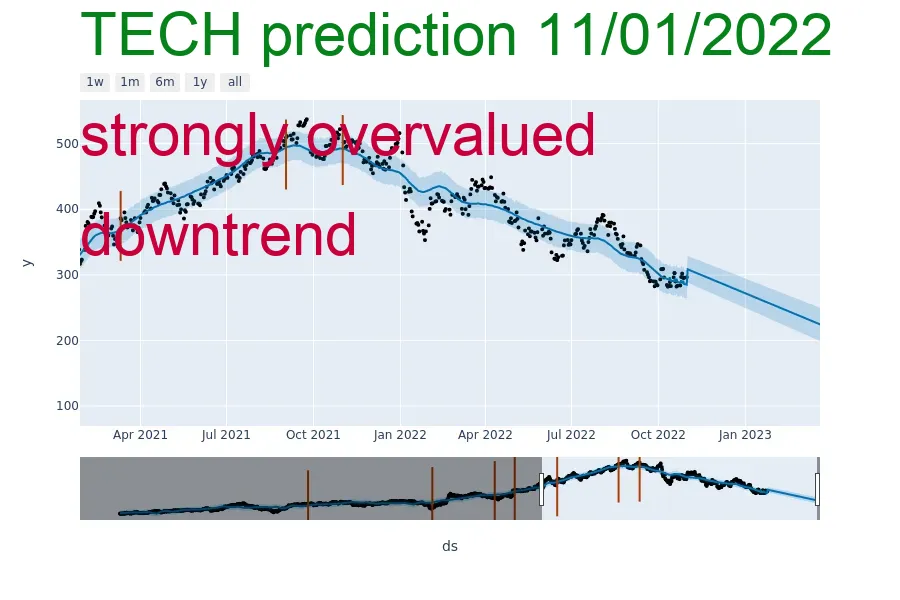 TECH prediction 11/01/2022
1w 1m 6m 1y all
strongly overvalued
downtrend
500
400
300
200
100
y
Apr 2021 Jul 2021 Oct 2021 Jan 2022 Apr 2022 Jul 2022 Oct 2022 Jan 2023
ds